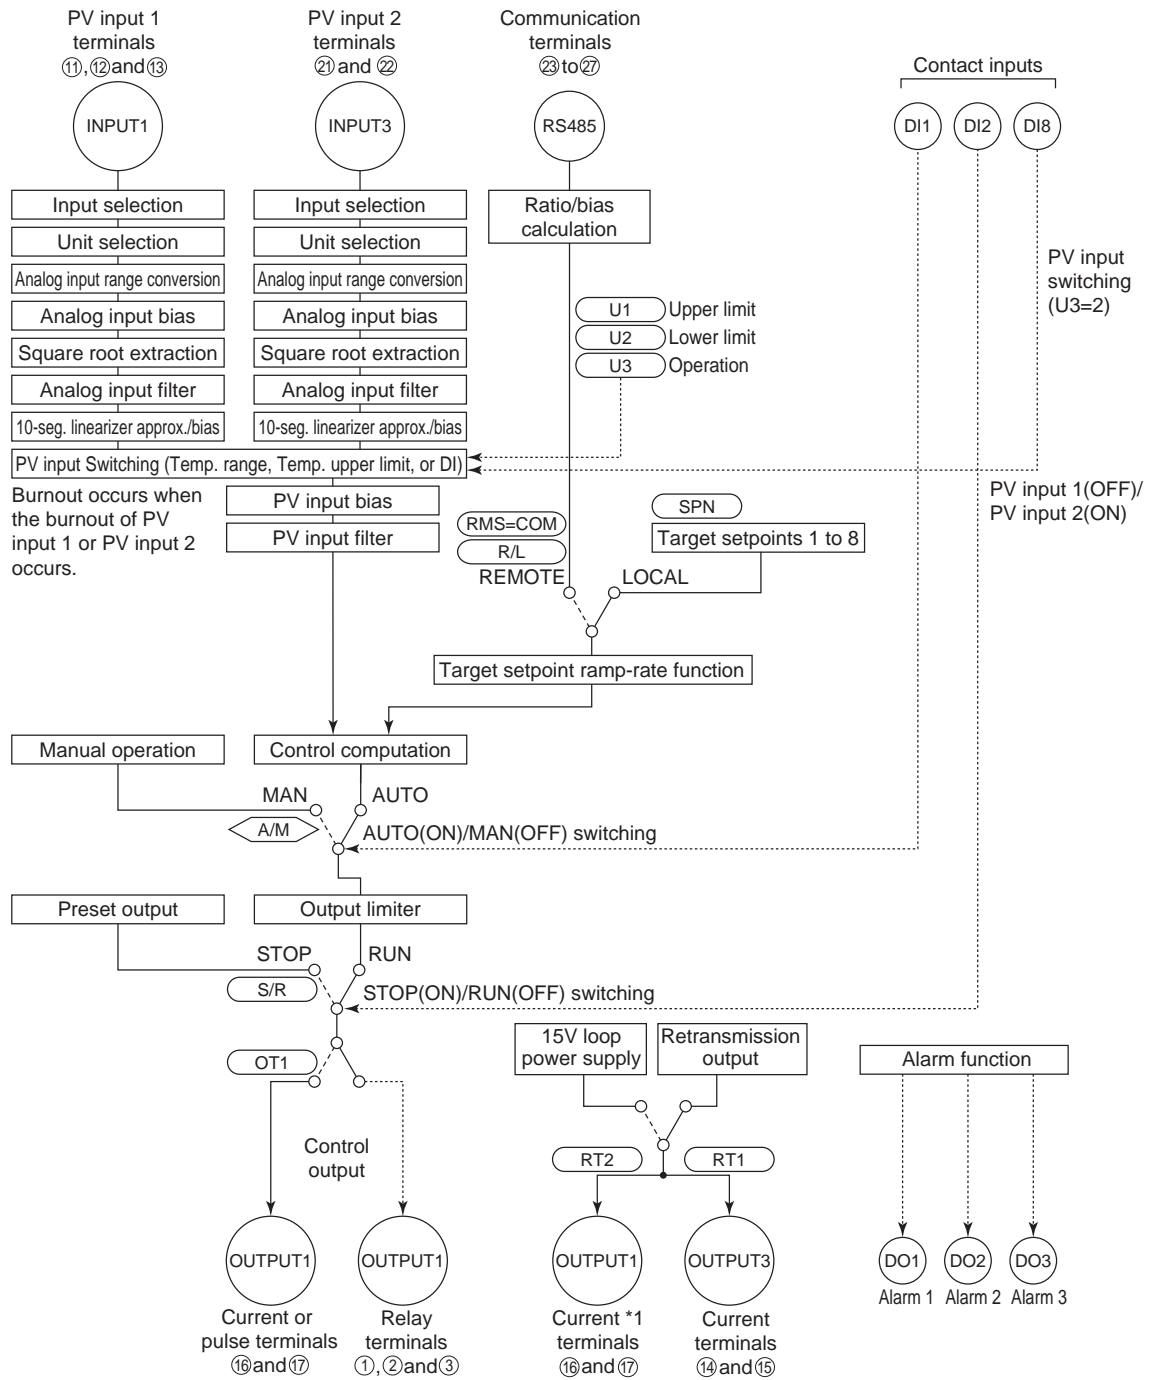 PV input 1
terminals
⑪,⑫and⑬
PV input 2
terminals
㉑ and ㉒
Communication
terminals
㉓to㉗
Contact inputs
INPUT1
INPUT3
RS485
DI1
DI2
DI8
Input selection
Input selection
Ratio/bias
calculation
Unit selection
Unit selection
Analog input range conversion
Analog input range conversion
PV input
switching
(U3=2)
Analog input bias
Analog input bias
U1
Upper limit
U2
Lower limit
U3
Operation
Square root extraction
Square root extraction
Analog input filter
Analog input filter
10-seg. linearizer approx./bias
10-seg. linearizer approx./bias
PV input Switching (Temp. range, Temp. upper limit, or DI)
Burnout occurs when
the burnout of PV
input 1 or PV input 2
occurs.
PV input bias
PV input filter
PV input 1(OFF)/
PV input 2(ON)
RMS=COM
R/L
SPN
Target setpoints 1 to 8
REMOTE
LOCAL
Target setpoint ramp-rate function
Manual operation
Control computation
MAN
AUTO
A/M
AUTO(ON)/MAN(OFF) switching
Preset output
Output limiter
STOP
RUN
S/R
STOP(ON)/RUN(OFF) switching
OT1
15V loop
power supply
Retransmission
output
Alarm function
Control
output
RT2
RT1
OUTPUT1
OUTPUT1
OUTPUT1
OUTPUT3
DO1
DO2
DO3
Alarm 1
Alarm 2
Alarm 3
Current or
pulse terminals
⑯and⑰
Relay
terminals
①,②and③
Current *1
terminals
⑯and⑰
Current
terminals
⑭and⑮